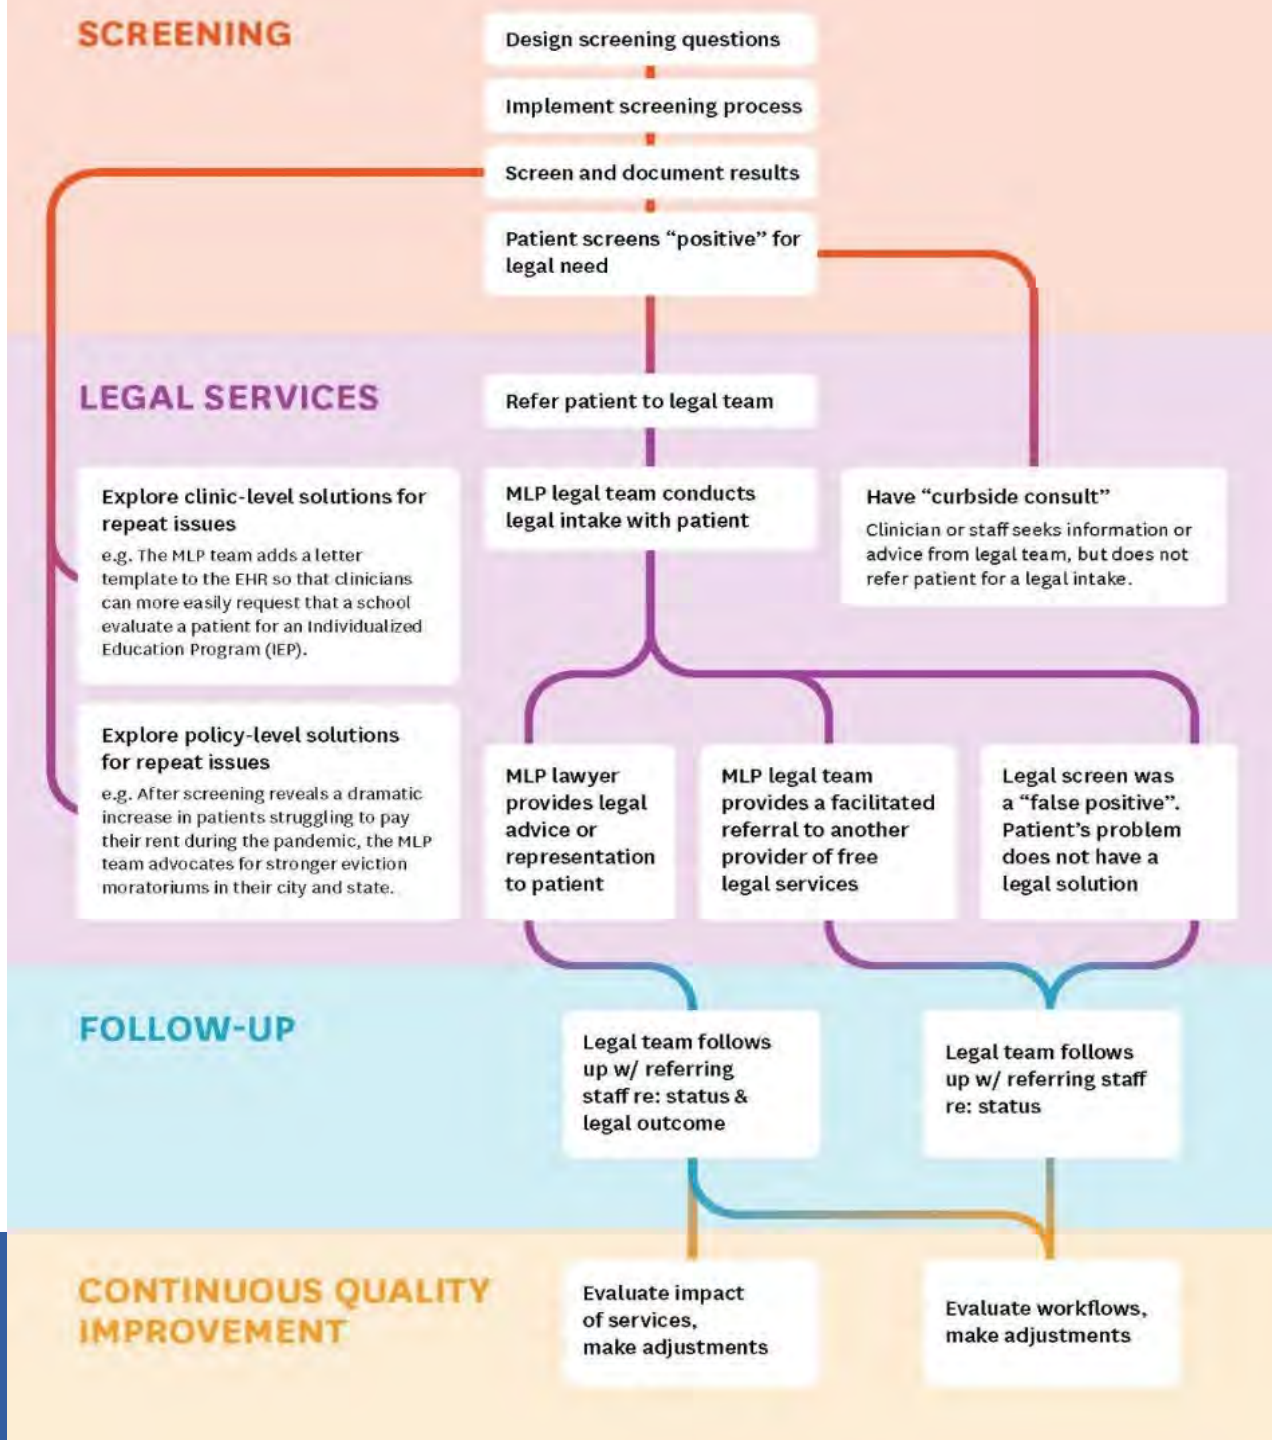 SCREENING
Design screening questions
Implement screening process
Screen and document results
Patient screens “positive” for
legal need
LEGAL SERVICES
Refer patient to legal team
Explore clinic-level solutions for
repeat issues
e.g. The MLP team adds a letter
template to the EHR so that clinicians
can more easily request that a school
evaluate a patient for an Individualized
Education Program (IEP).
MLP legal team conducts
legal intake with patient
Have “curbside consult”
Clinician or staff seeks information or
advice from legal team, but does not
refer patient for a legal intake.
Explore policy-level solutions
for repeat issues
e.g. After screening reveals a dramatic
increase in patients struggling to pay
their rent during the pandemic, the MLP
team advocates for stronger eviction
moratoriums in their city and state.
MLP lawyer
provides legal
advice or
representation
to patient
MLP legal team
provides a facilitated
referral to another
provider of free
legal services
Legal screen was
a “false positive”.
Patient’s problem
does not have a
legal solution
FOLLOW-UP
Legal team follows
up w/ referring
staff re: status &
legal outcome
Legal team follows
up w/ referring staff
re: status
CONTINUOUS QUALITY
IMPROVEMENT
Evaluate impact
of services,
make adjustments
Evaluate workflows,
make adjustments